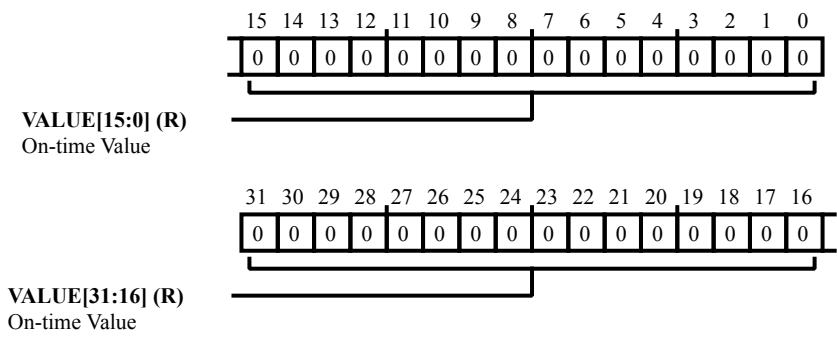 15 14 13 12 11 10 9 8 7 6 5 4 3 2 1 0
0 0 0 0 0 0 0 0 0 0 0 0 0 0 0 0
VALUE[15:0] (R)
On-time Value
31 30 29 28 27 26 25 24 23 22 21 20 19 18 17 16
0 0 0 0 0 0 0 0 0 0 0 0 0 0 0 0
VALUE[31:16] (R)
On-time Value